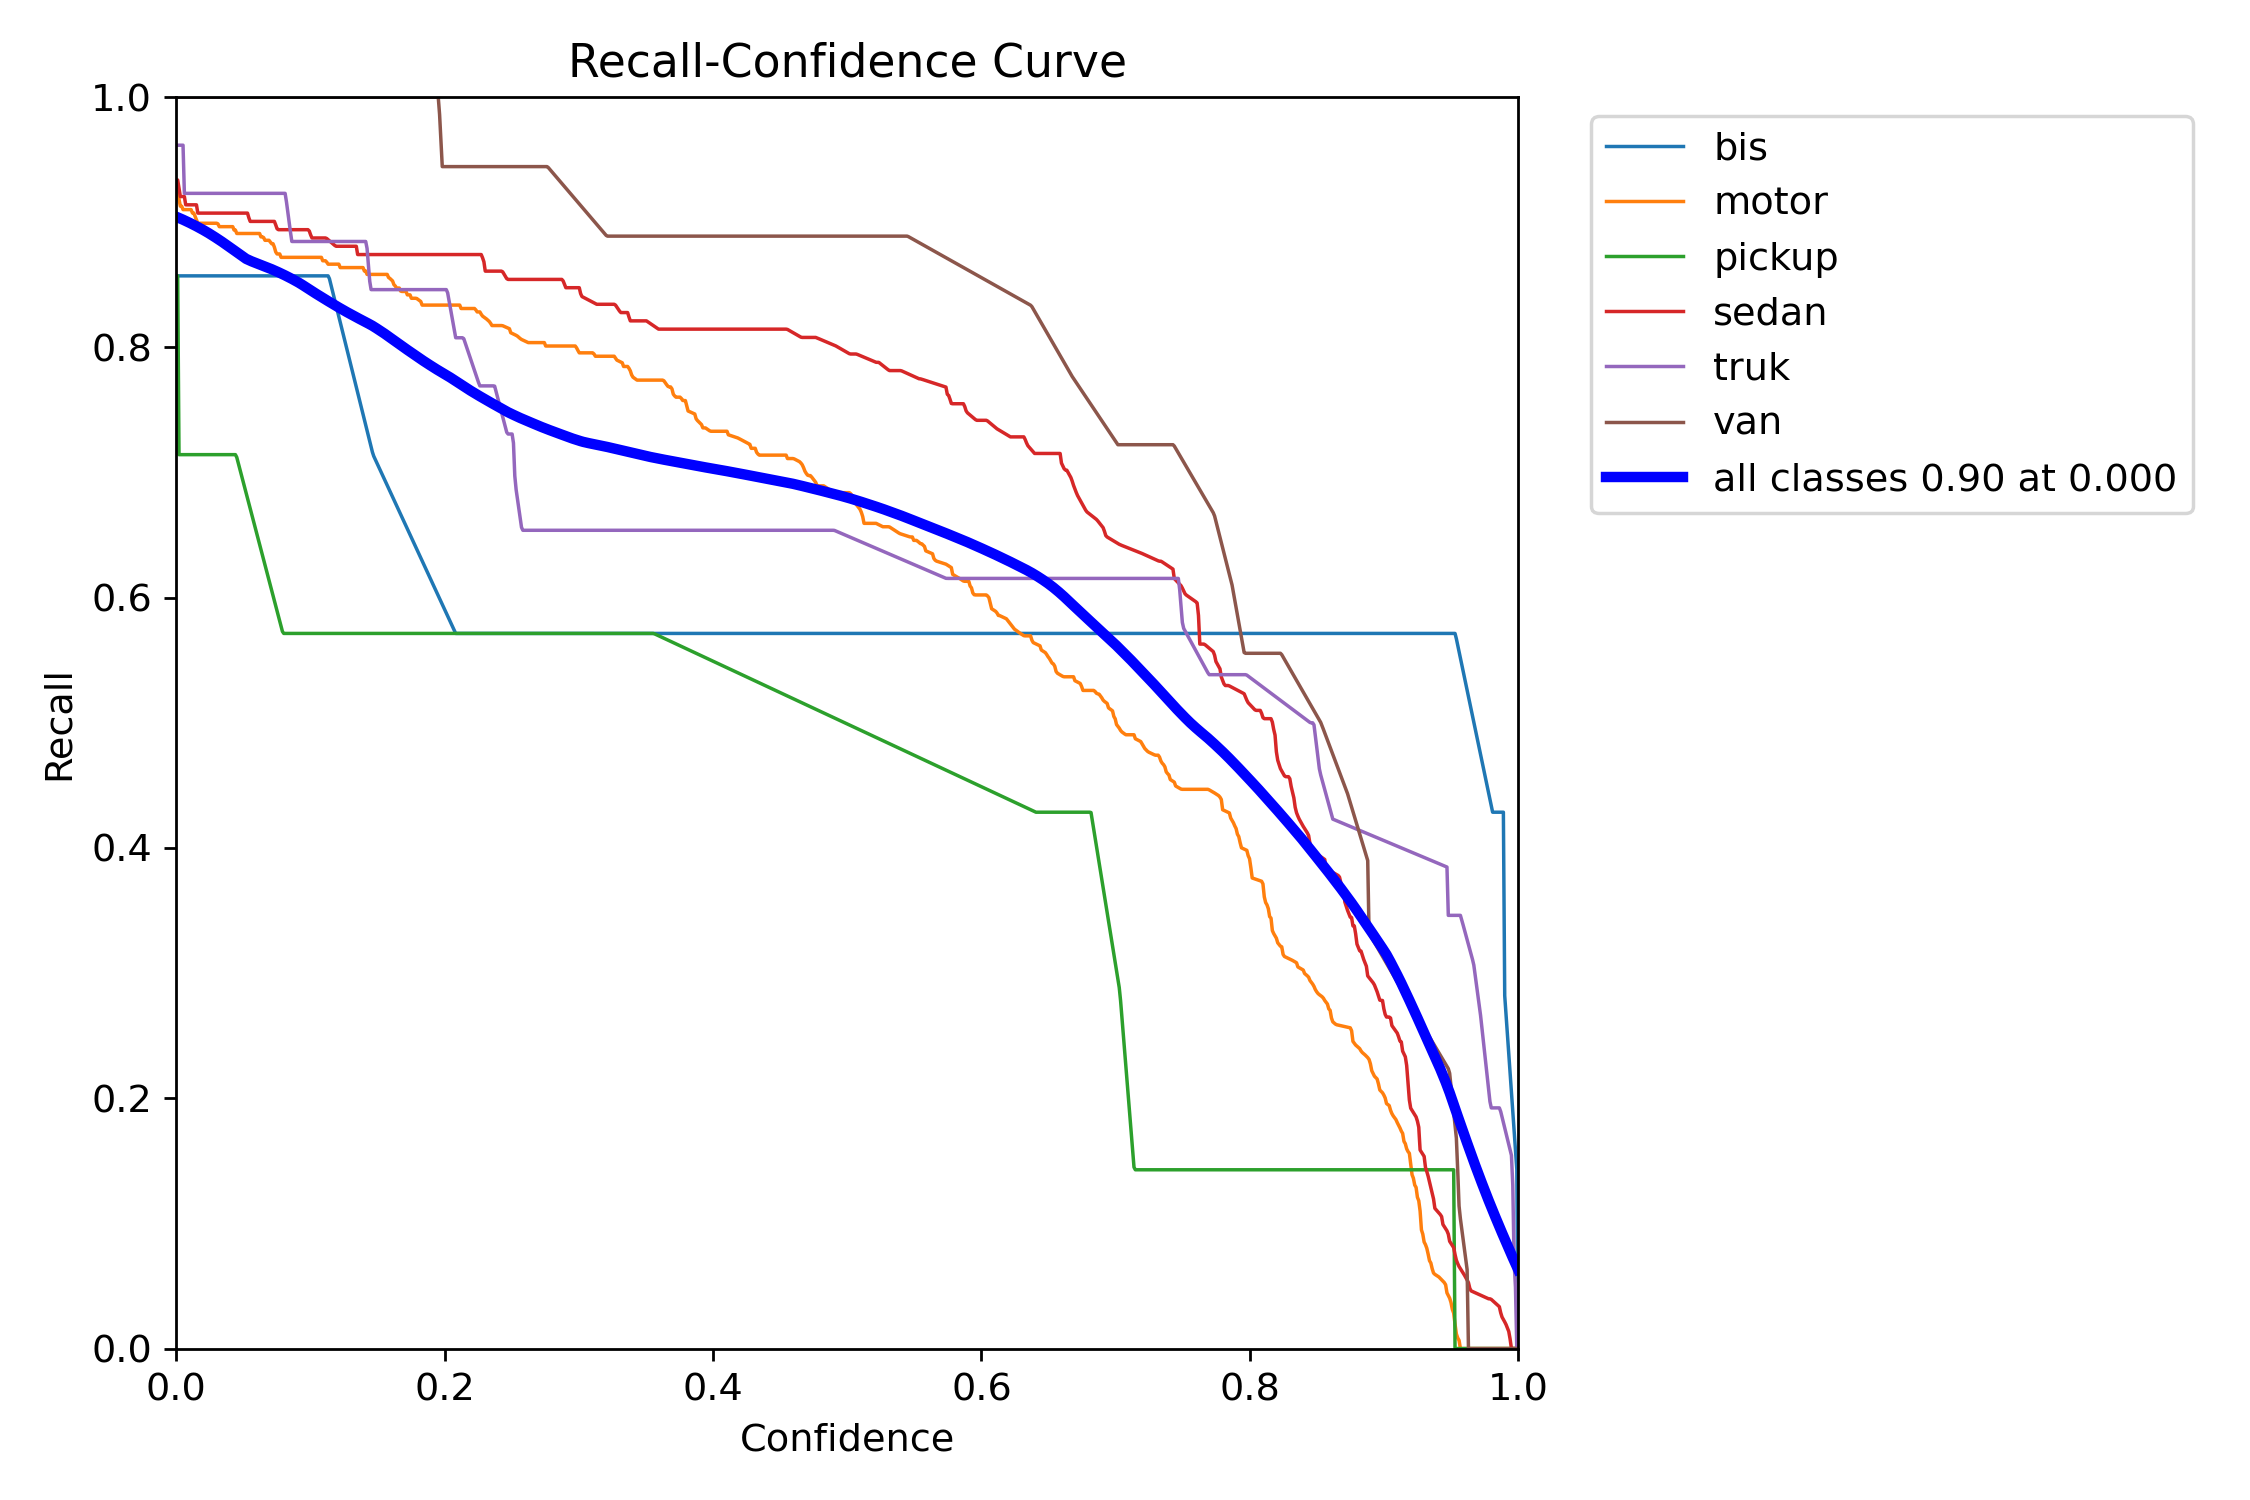 Recall-Confidence Curve
1.0
0.8
0.6
0.4
0.2
0.0
Recall
0.0 0.2 0.4 0.6 0.8 1.0
Confidence
bis
motor
pickup
sedan
truk
van
all classes 0.90 at 0.000